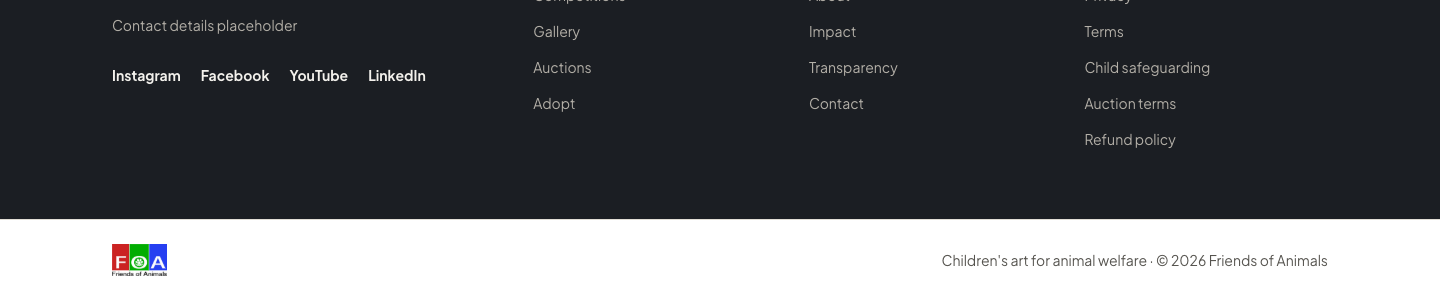 Contact details placeholder
Instagram Facebook YouTube LinkedIn
Gallery
Auctions
Adopt
Impact
Transparency
Contact
Terms
Child safeguarding
Auction terms
Refund policy
FOA
Friends of Animals
Children's art for animal welfare · © 2026 Friends of Animals